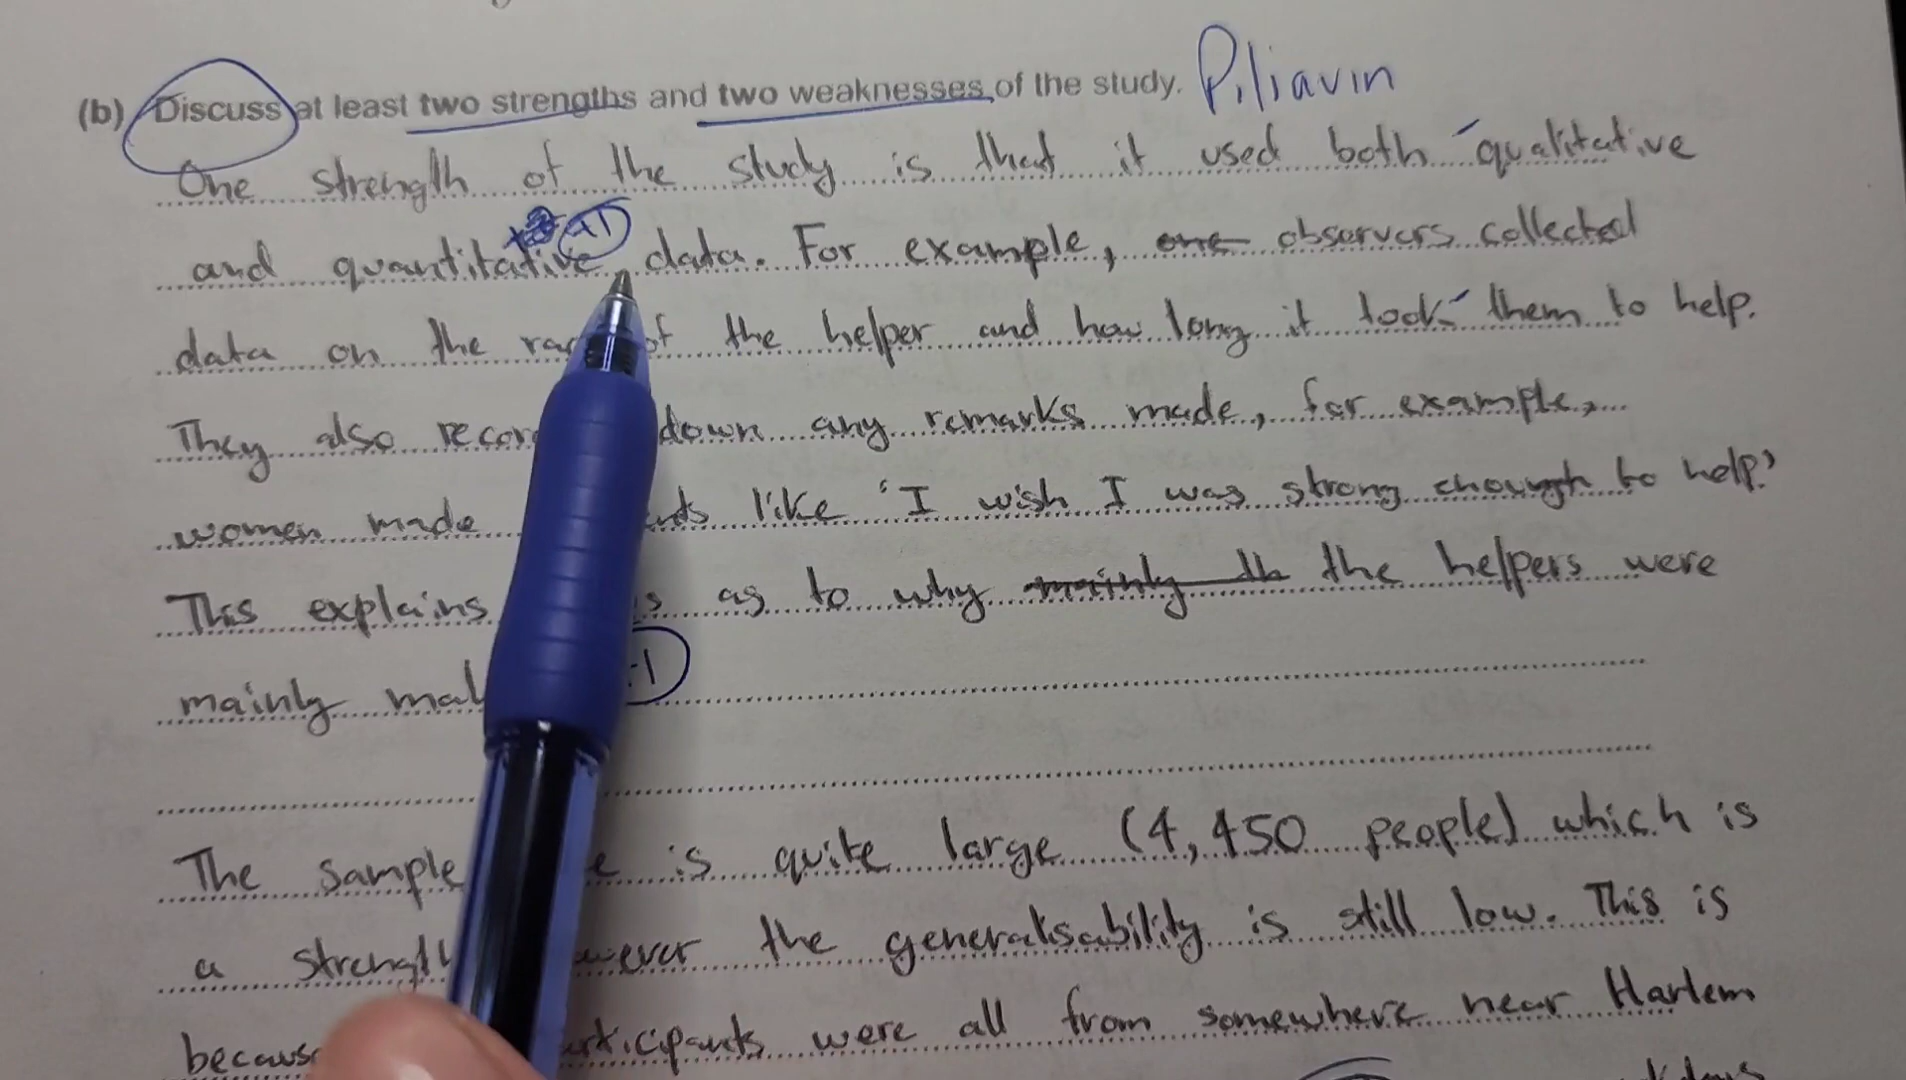 (b) Discuss at least two strengths and two weaknesses of the study. Piliavin
One strength of the study is that it used both qualitative
+1
and quantitative data. For example, one observers collected
data on the of the helper and how long it took them to help.
They also down any remarks made, for example,
women made like 'I wish I was strong enough to help'
This explains as to why mainly th the helpers were
mainly
The sample is quite large (4,450 people) which is
a the generalisability is still low. This is
were all from somewhere near Harlem